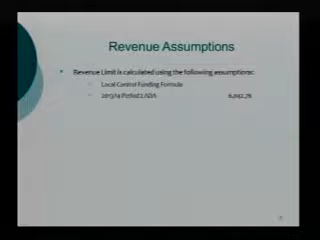 Revenue Assumptions
Revenue Limit is calculated using the following assumptions:
Local Control Funding Formula
2013/14 Period 2 ADA